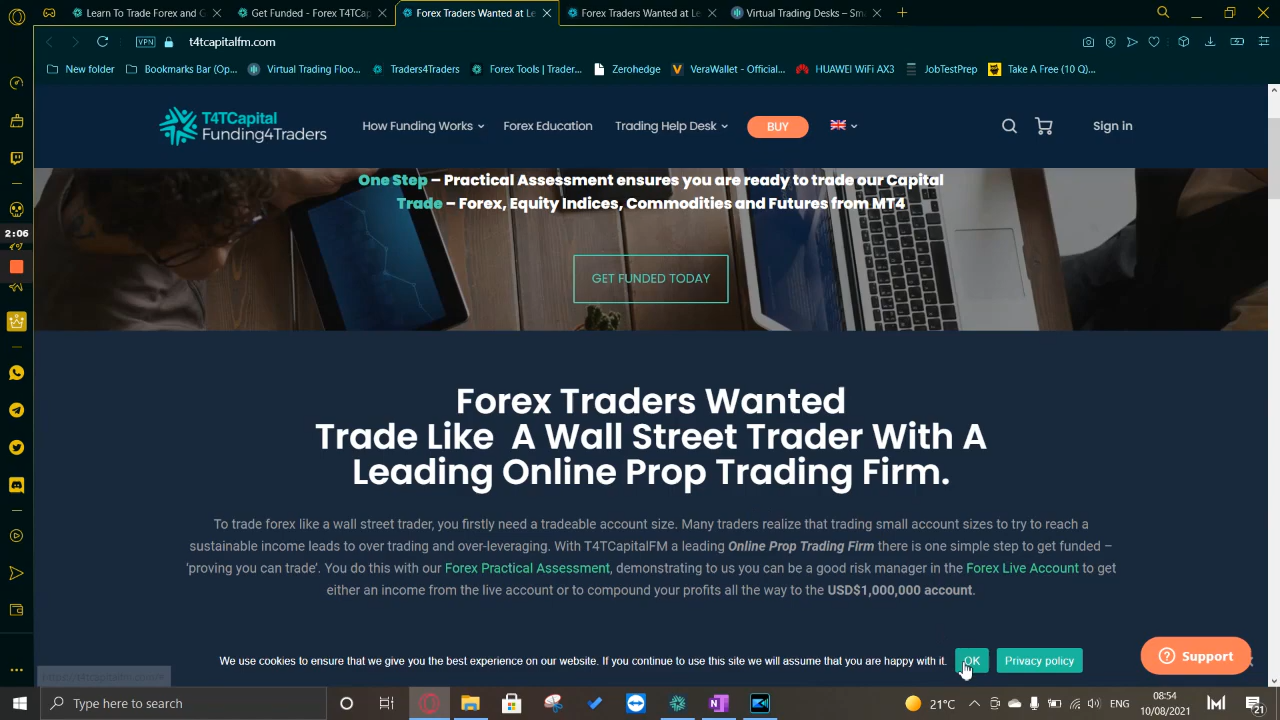 Learn To Trade Forex and G
Get Funded - Forex T4TCapi
Forex Traders Wanted at Le
Forex Traders Wanted at Le
Virtual Trading Desks – Sm
VPN
t4tcapitalfm.com
New folder
Bookmarks Bar (Op...
Virtual Trading Floo...
Traders4Traders
Forex Tools | Trader...
Zerohedge
VeraWallet - Official...
HUAWEI WiFi AX3
JobTestPrep
Take A Free (10 Q)...
T4TCapital
Funding4Traders
How Funding Works
Forex Education
Trading Help Desk
BUY
Sign in
One Step – Practical Assessment ensures you are ready to trade our Capital
Trade – Forex, Equity Indices, Commodities and Futures from MT4
2:06
GET FUNDED TODAY
Forex Traders Wanted
Trade Like A Wall Street Trader With A
Leading Online Prop Trading Firm.
To trade forex like a wall street trader, you firstly need a tradeable account size. Many traders realize that trading small account sizes to try to reach a
sustainable income leads to over trading and over-leveraging. With T4TCapitalFM a leading Online Prop Trading Firm there is one simple step to get funded –
'proving you can trade'. You do this with our Forex Practical Assessment, demonstrating to us you can be a good risk manager in the Forex Live Account to get
either an income from the live account or to compound your profits all the way to the USD$1,000,000 account.
We use cookies to ensure that we give you the best experience on our website. If you continue to use this site we will assume that you are happy with it.
OK
Privacy policy
Support
Type here to search
21°C
08:54
10/08/2021
21